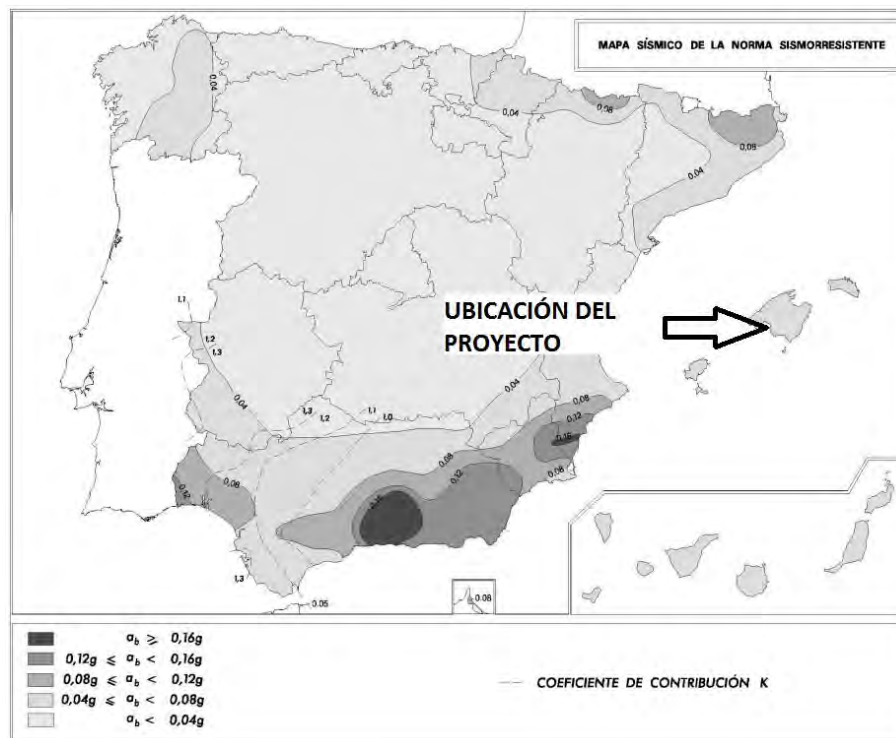 MAPA SÍSMICO DE LA NORMA SISMORRESISTENTE
0,04
0,04
0,08
0,08
0,04
UBICACIÓN DEL
PROYECTO
1,1
1,2
1,3
0,04
0,04
1,3
1,2
1,1
1,0
0,08
0,12
0,16
0,08
0,08
0,12
0,16
0,12
0,08
1,3
0.05
0.08
a_b ≥ 0,16g
0,12g ≤ a_b < 0,16g
0,08g ≤ a_b < 0,12g
0,04g ≤ a_b < 0,08g
a_b < 0,04g
COEFICIENTE DE CONTRIBUCIÓN K